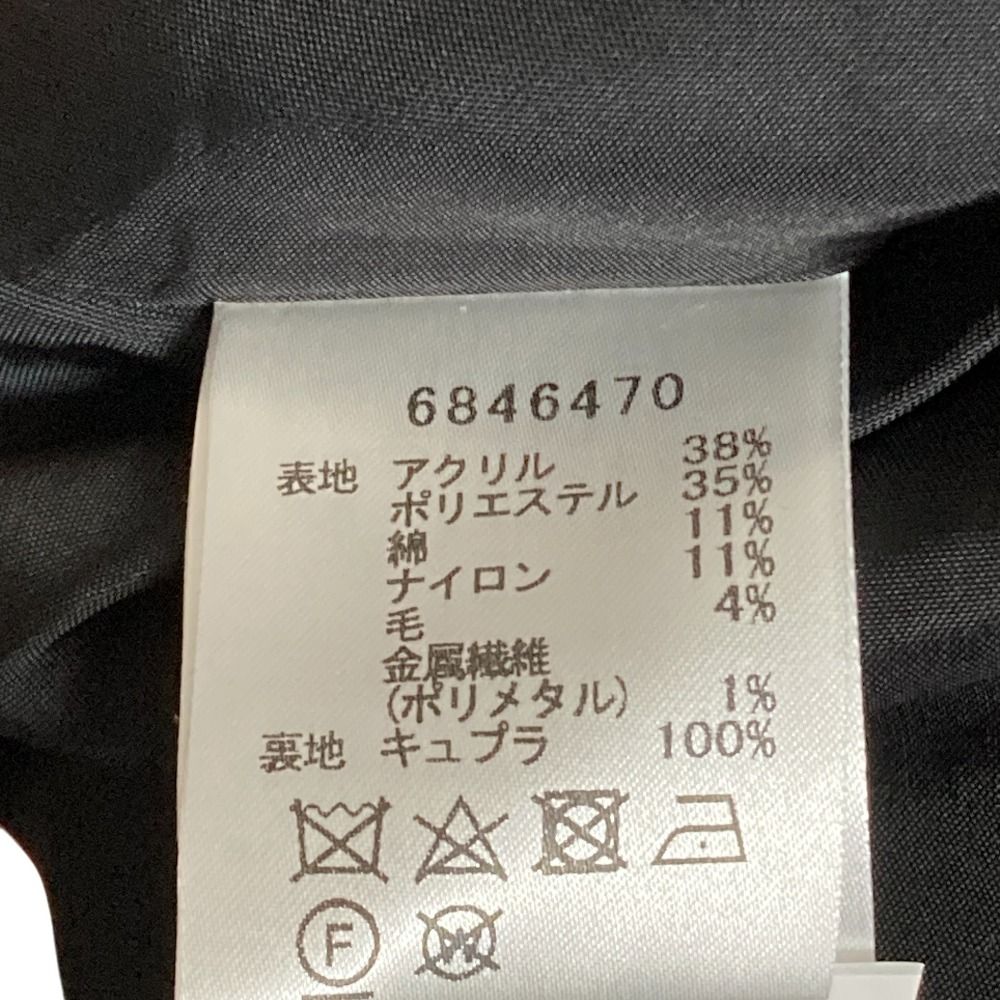 6846470
表地 アクリル 38%
ポリエステル 35%
綿 11%
ナイロン 11%
毛 4%
金属繊維
(ポリメタル) 1%
裏地 キュプラ 100%
F
W